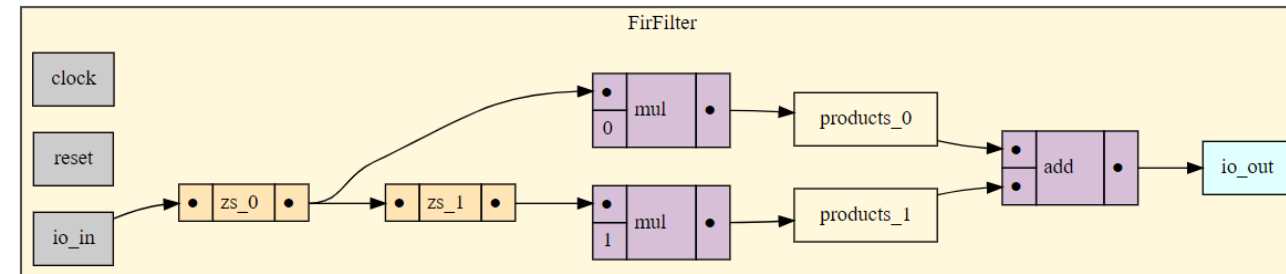 FirFilter
clock
reset
io_in
zs_0
zs_1
mul
0
mul
1
products_0
products_1
add
io_out